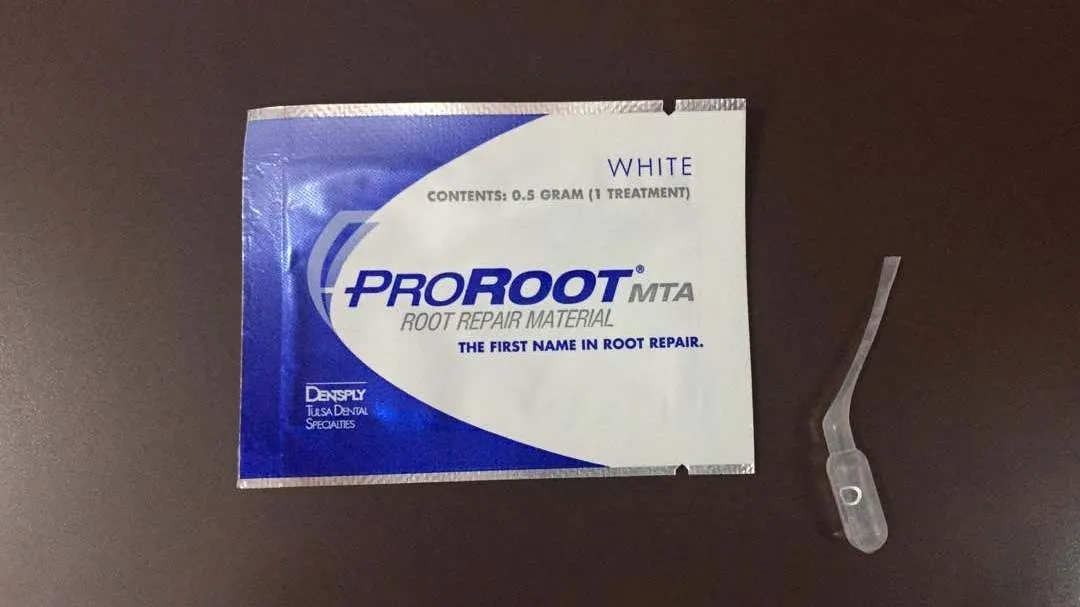 WHITE
CONTENTS: 0.5 GRAM (1 TREATMENT)
PROROOT® MTA
ROOT REPAIR MATERIAL
THE FIRST NAME IN ROOT REPAIR.
DENTSPLY
TULSA DENTAL
SPECIALTIES